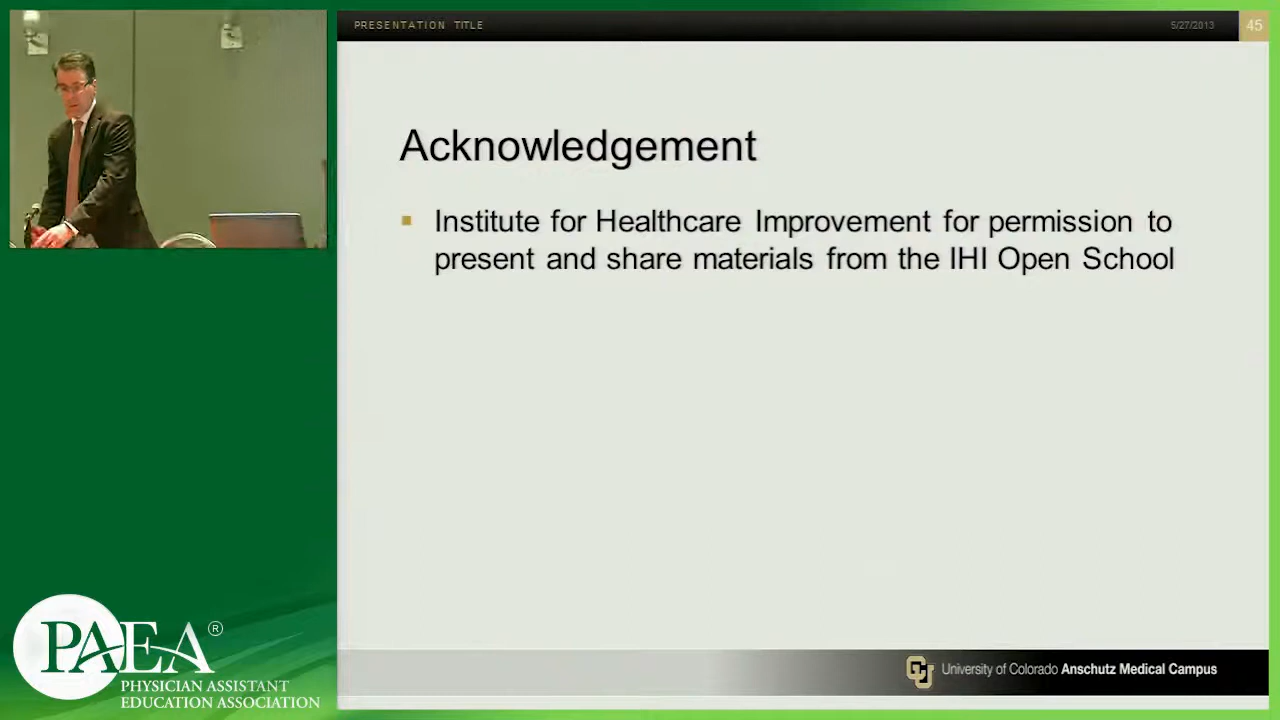 PRESENTATION TITLE
5/27/2013
45
Acknowledgement
Institute for Healthcare Improvement for permission to
present and share materials from the IHI Open School
PAEA®
PHYSICIAN ASSISTANT
EDUCATION ASSOCIATION
University of Colorado Anschutz Medical Campus